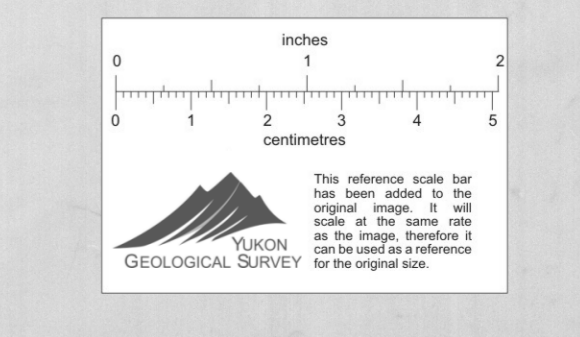 inches
0 1 2
0 1 2 3 4 5
centimetres
This reference scale bar
has been added to the
original image. It will
scale at the same rate
as the image, therefore it
can be used as a reference
for the original size.
YUKON
GEOLOGICAL SURVEY